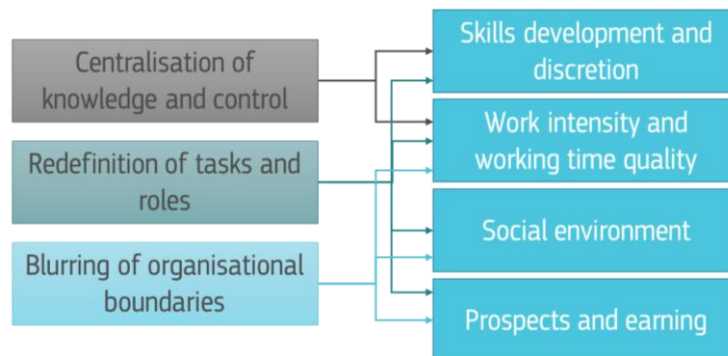 Centralisation of
knowledge and control
Redefinition of tasks and
roles
Blurring of organisational
boundaries
Skills development and
discretion
Work intensity and
working time quality
Social environment
Prospects and earning